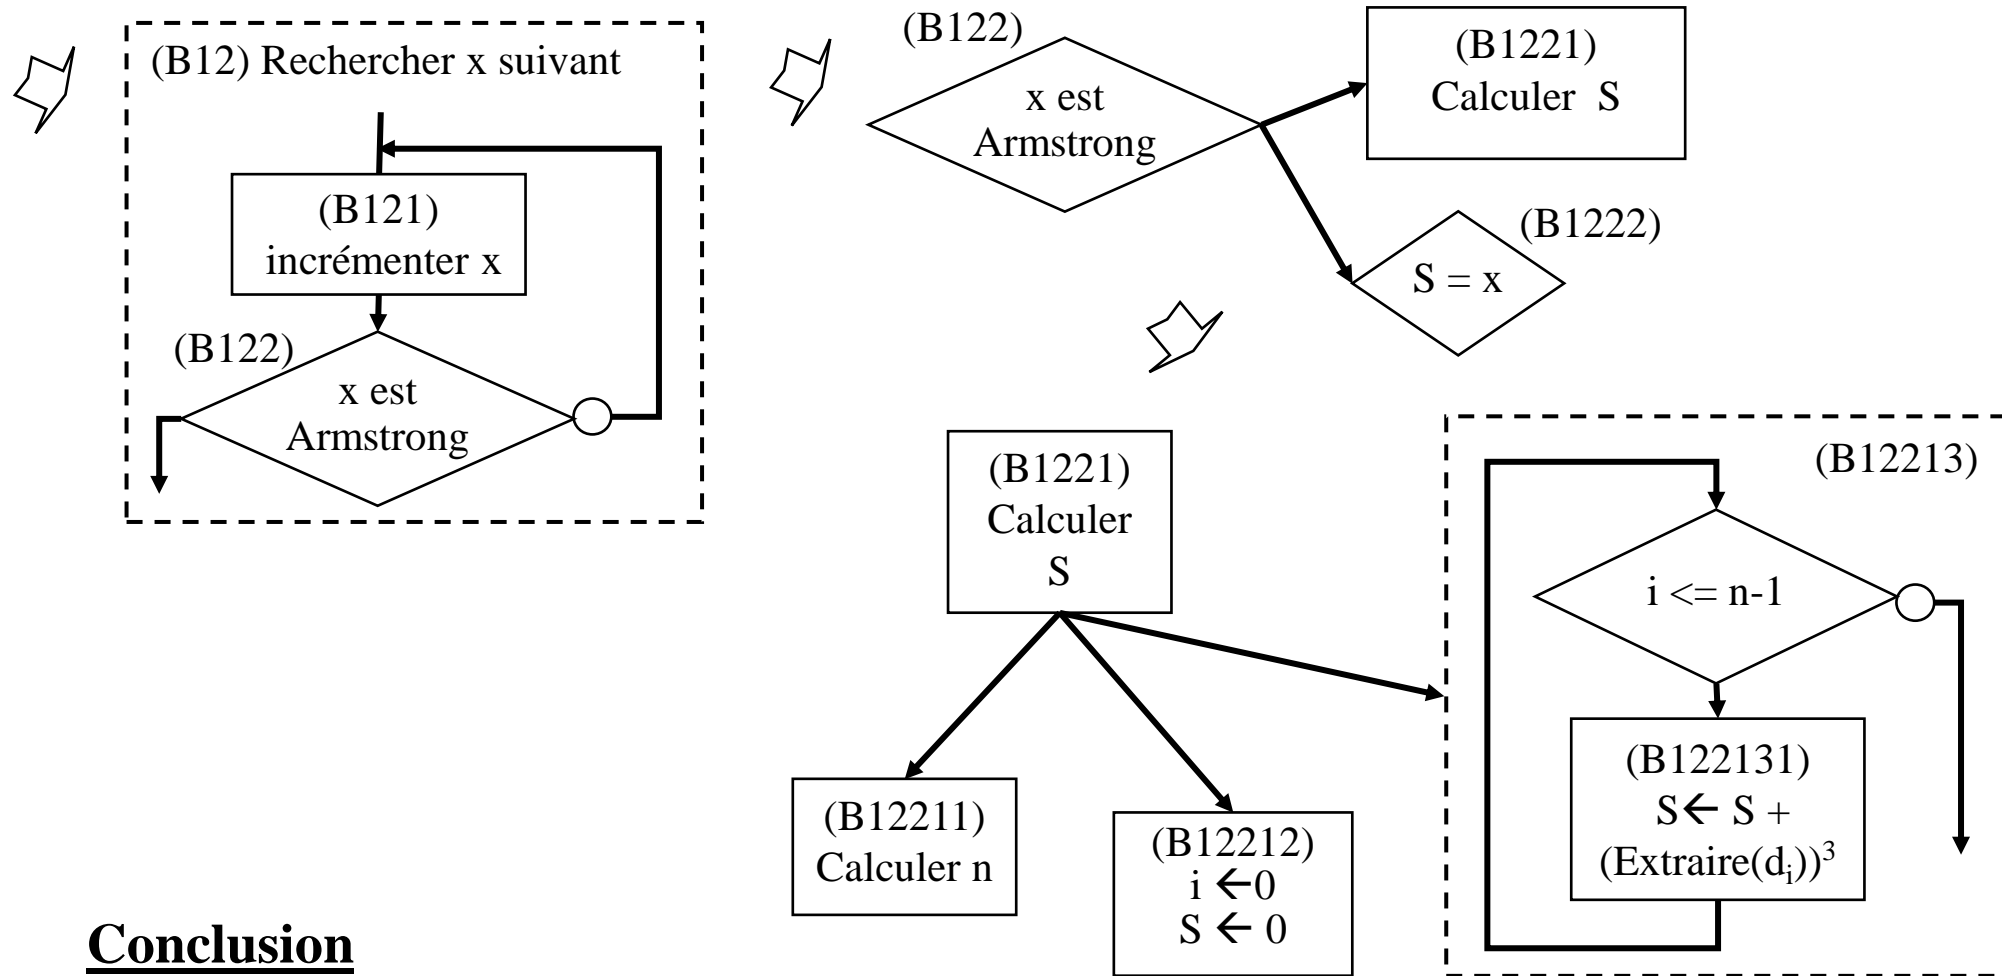 (B12) Rechercher x suivant
(B121)
incrémenter x
(B122)
x est
Armstrong
(B122)
x est
Armstrong
(B1221)
Calculer S
(B1222)
S = x
(B1221)
Calculer
S
(B12211)
Calculer n
(B12212)
i ←0
S ← 0
(B12213)
i <= n-1
(B122131)
S← S +
(Extraire(dᵢ))³
Conclusion